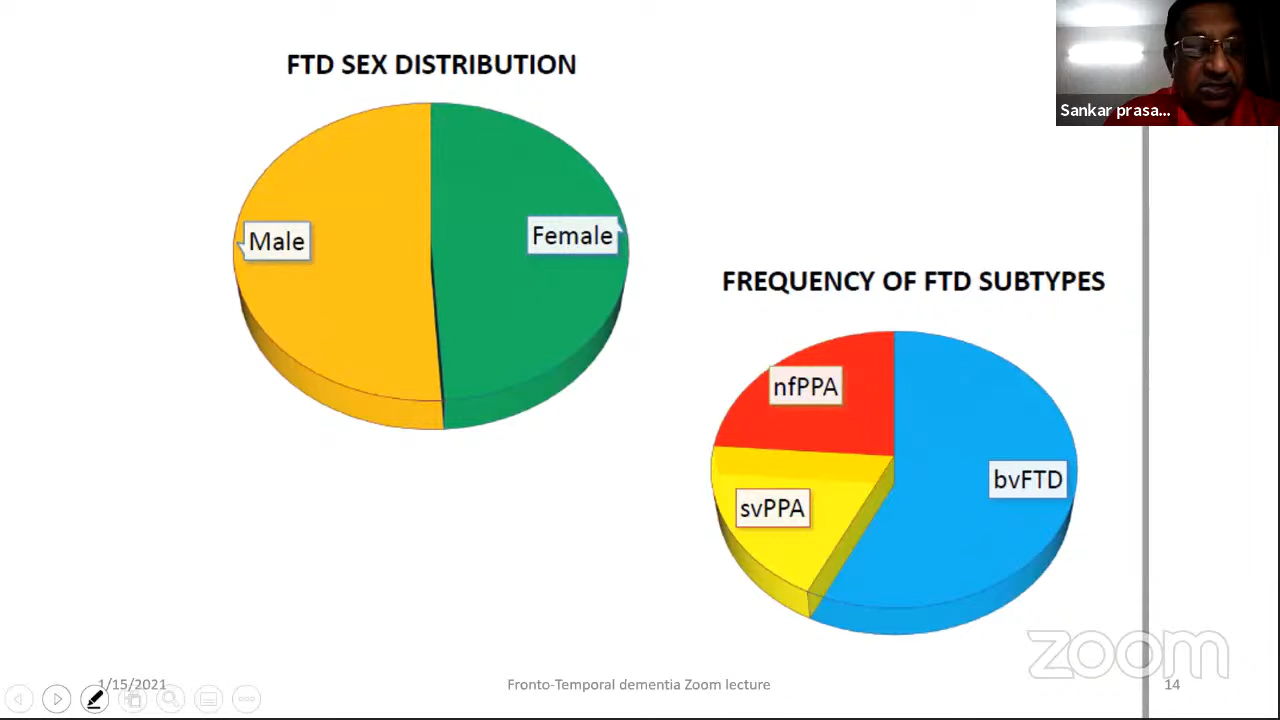 FTD SEX DISTRIBUTION
Male
Female
Sankar prasa...
FREQUENCY OF FTD SUBTYPES
nfPPA
bvFTD
svPPA
zoom
1/15/2021
Fronto-Temporal dementia Zoom lecture
14